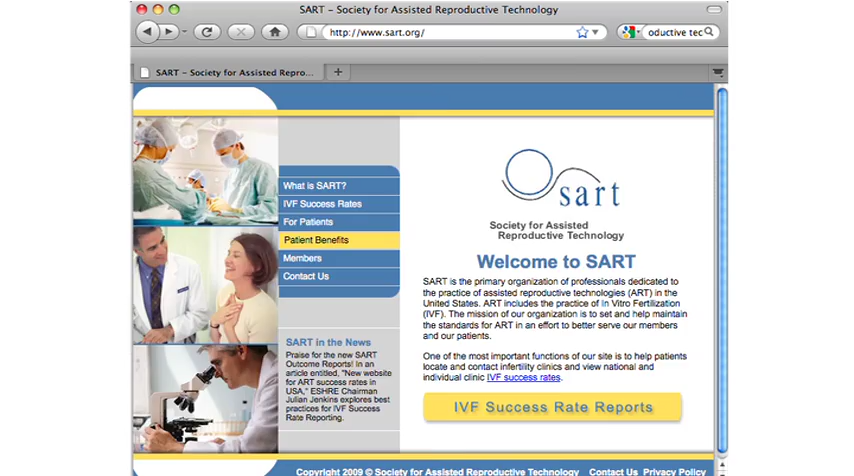 SART – Society for Assisted Reproductive Technology
http://www.sart.org/
oductive tec
SART – Society for Assisted Repro...
What is SART?
IVF Success Rates
For Patients
Patient Benefits
Members
Contact Us
SART in the News
Praise for the new SART
Outcome Reports! In an
article entitled, "New website
for ART success rates in
USA," ESHRE Chairman
Julian Jenkins explores best
practices for IVF Success
Rate Reporting.
sart
Society for Assisted
Reproductive Technology
Welcome to SART
SART is the primary organization of professionals dedicated to
the practice of assisted reproductive technologies (ART) in the
United States. ART includes the practice of In Vitro Fertilization
(IVF). The mission of our organization is to set and help maintain
the standards for ART in an effort to better serve our members
and our patients.
One of the most important functions of our site is to help patients
locate and contact infertility clinics and view national and
individual clinic IVF success rates.
IVF Success Rate Reports
Copyright 2009 © Society for Assisted Reproductive Technology Contact Us Privacy Policy